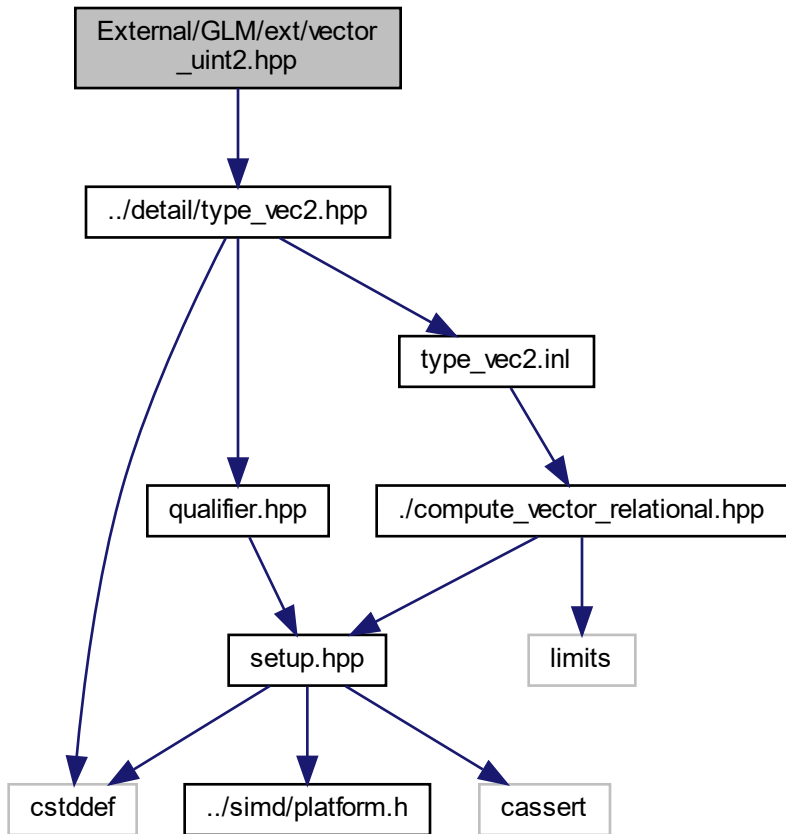 External/GLM/ext/vector
_uint2.hpp
../detail/type_vec2.hpp
type_vec2.inl
qualifier.hpp
./compute_vector_relational.hpp
setup.hpp
limits
cstddef
../simd/platform.h
cassert